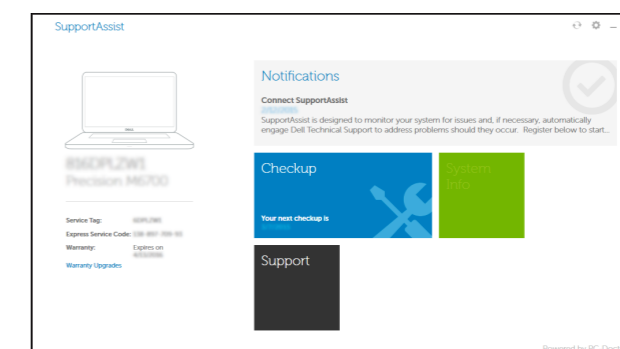 SupportAssist
Notifications
Connect SupportAssist
SupportAssist is designed to monitor your system for issues and, if necessary, automatically
engage Dell Technical Support to address problems should they occur. Register below to start...
Precision M6700
Checkup
Your next checkup is
System
Info
Support
Service Tag:
Express Service Code:
Warranty: Expires on
Warranty Upgrades